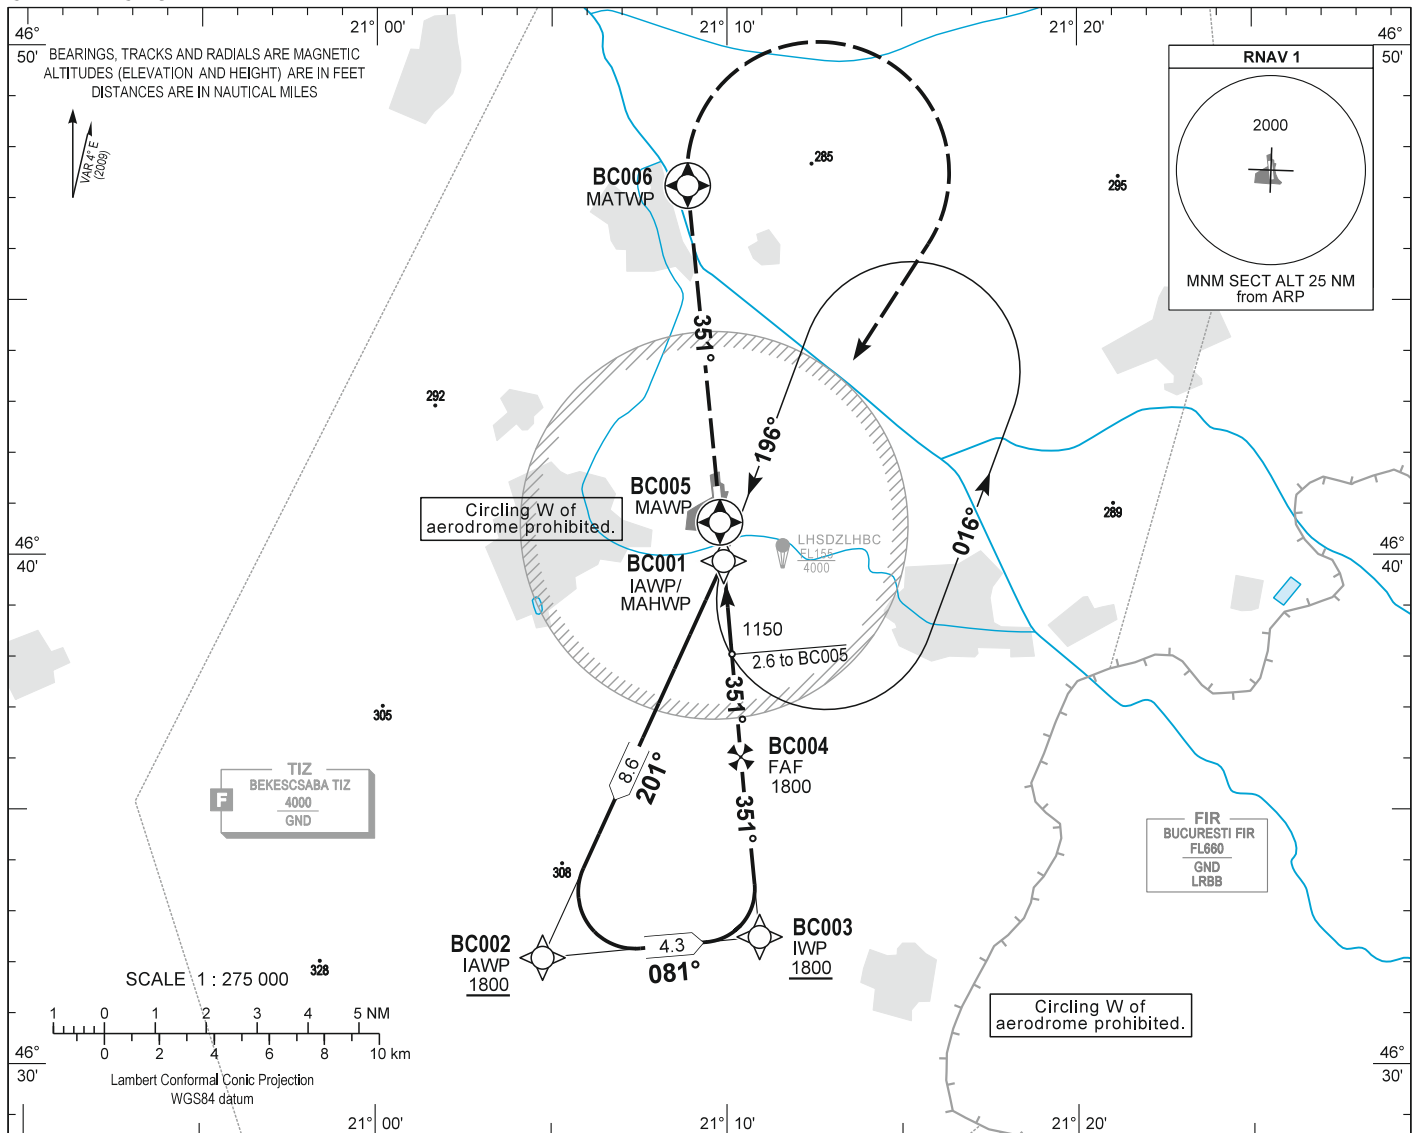 21° 00'
21° 10'
21° 20'
46°
50'
46°
50'
BEARINGS, TRACKS AND RADIALS ARE MAGNETIC
ALTITUDES (ELEVATION AND HEIGHT) ARE IN FEET
DISTANCES ARE IN NAUTICAL MILES
VAR 4° E
(2009)
RNAV 1
2000
MNM SECT ALT 25 NM
from ARP
285
295
BC006
MATWP
351°
292
196°
BC005
MAWP
Circling W of
aerodrome prohibited.
289
016°
LHSDZLHBC
FL155
4000
46°
40'
46°
40'
BC001
IAWP/
MAHWP
1150
2.6 to BC005
351°
305
BC004
FAF
1800
8.6
201°
TIZ
BEKESCSABA TIZ
4000
GND
F
351°
FIR
BUCURESTI FIR
FL660
GND
LRBB
308
BC002
IAWP
1800
4.3
081°
BC003
IWP
1800
328
SCALE 1 : 275 000
1 0 1 2 3 4 5 NM
0 2 4 6 8 10 km
Lambert Conformal Conic Projection
WGS84 datum
Circling W of
aerodrome prohibited.
46°
30'
46°
30'
21° 00'
21° 10'
21° 20'